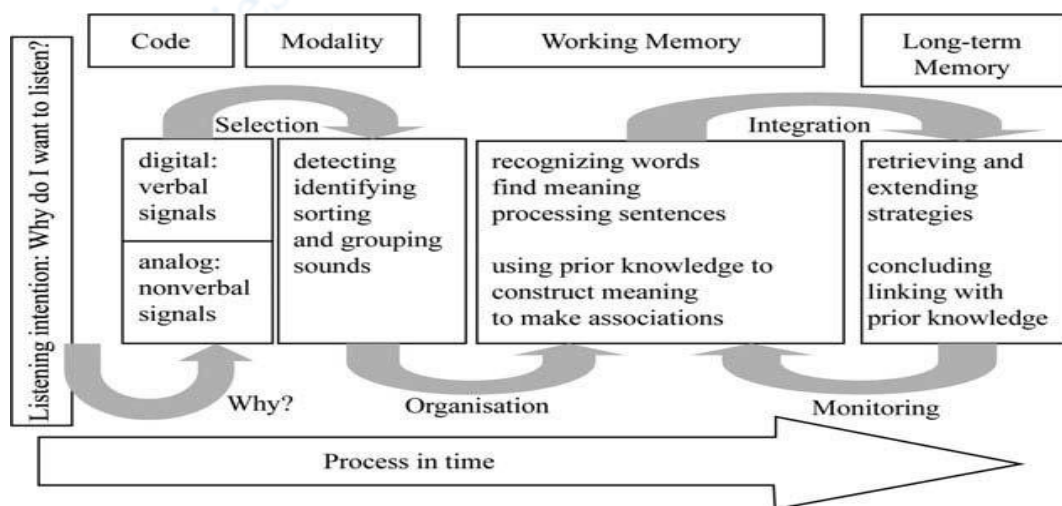 Listening intention: Why do I want to listen?
Code
Modality
Working Memory
Long-term
Memory
Selection
Integration
digital:
verbal
signals
analog:
nonverbal
signals
detecting
identifying
sorting
and grouping
sounds
recognizing words
find meaning
processing sentences
using prior knowledge to
construct meaning
to make associations
retrieving and
extending
strategies
concluding
linking with
prior knowledge
Why?
Organisation
Monitoring
Process in time